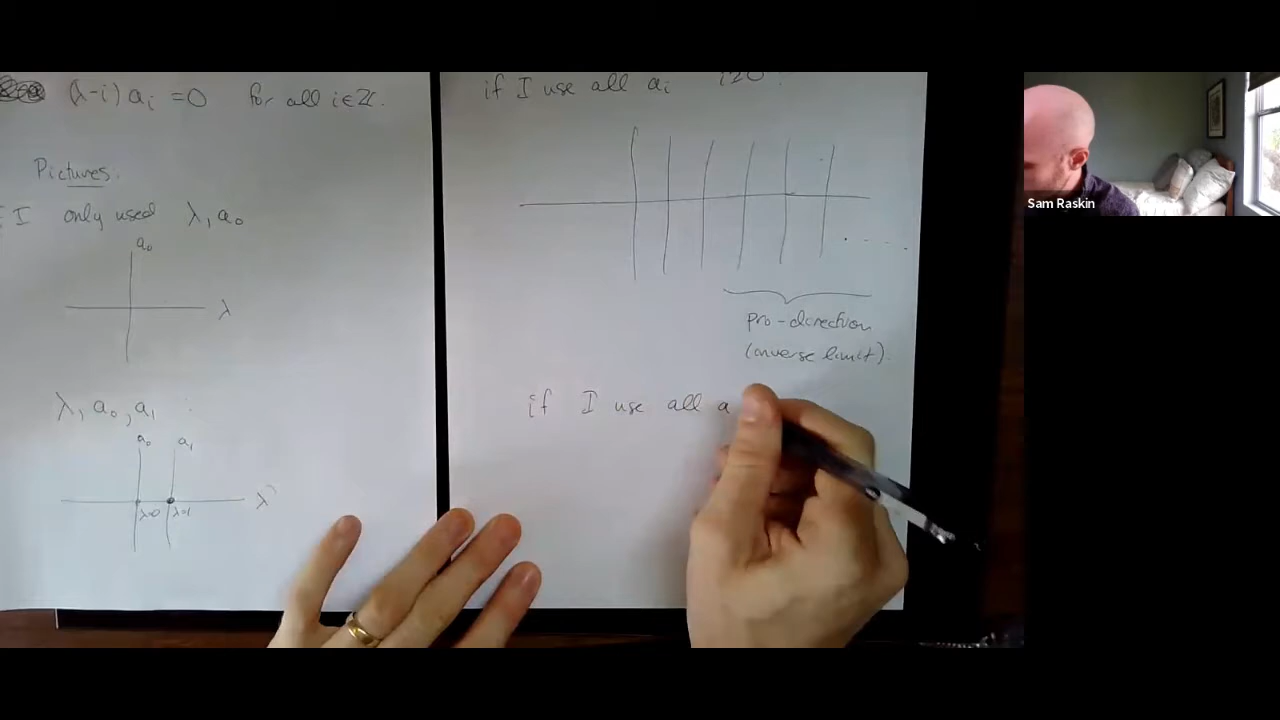 (λ-i) a_i = 0 for all i∈ℤ.
Pictures.
I only used λ, a_0
a_0
λ
λ, a_0, a_1
a_0 a_1
λ
λ=0 λ=1
if I use all a_i i≥0:
pro-direction
(inverse limit).
if I use all a
Sam Raskin